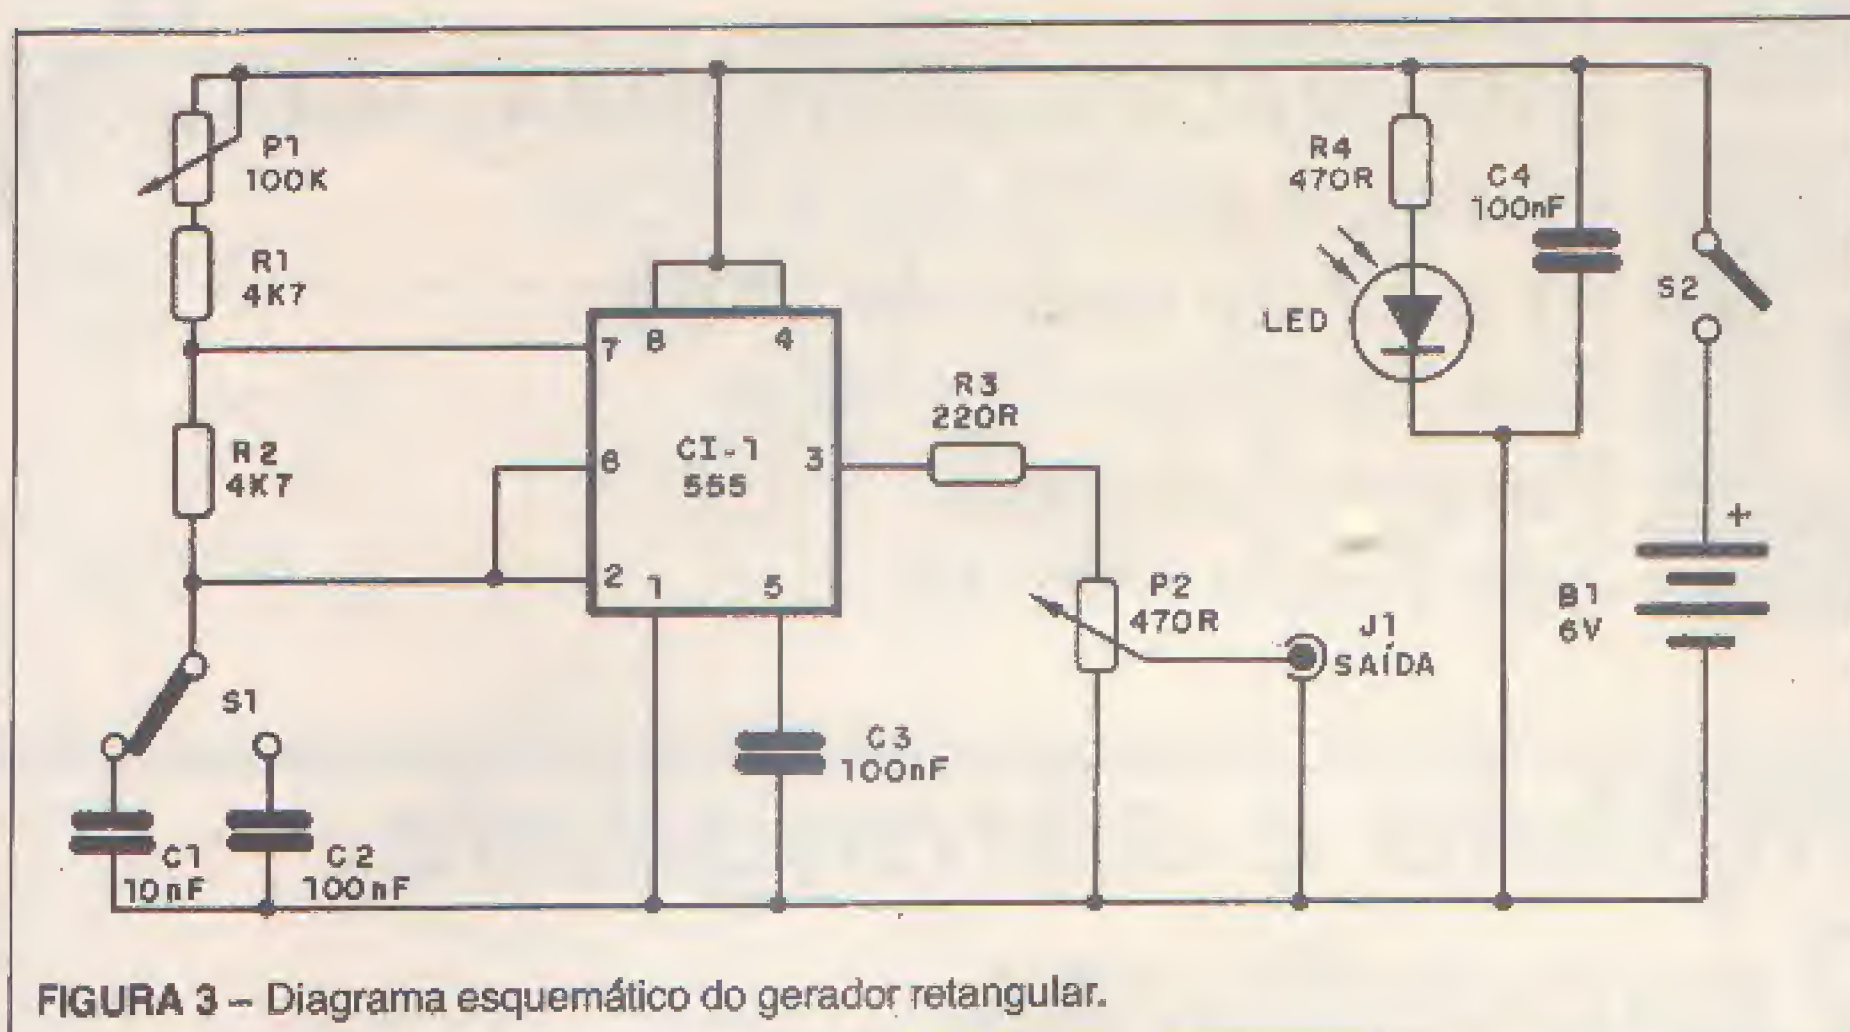 P1
100K
R1
4K7
R2
4K7
S1
C1
10nF
C2
100nF
7
8
4
6
CI-1
555
3
2
1
5
R3
220R
C3
100nF
P2
470R
J1
SAÍDA
R4
470R
LED
C4
100nF
S2
+
B1
6V
FIGURA 3 – Diagrama esquemático do gerador retangular.